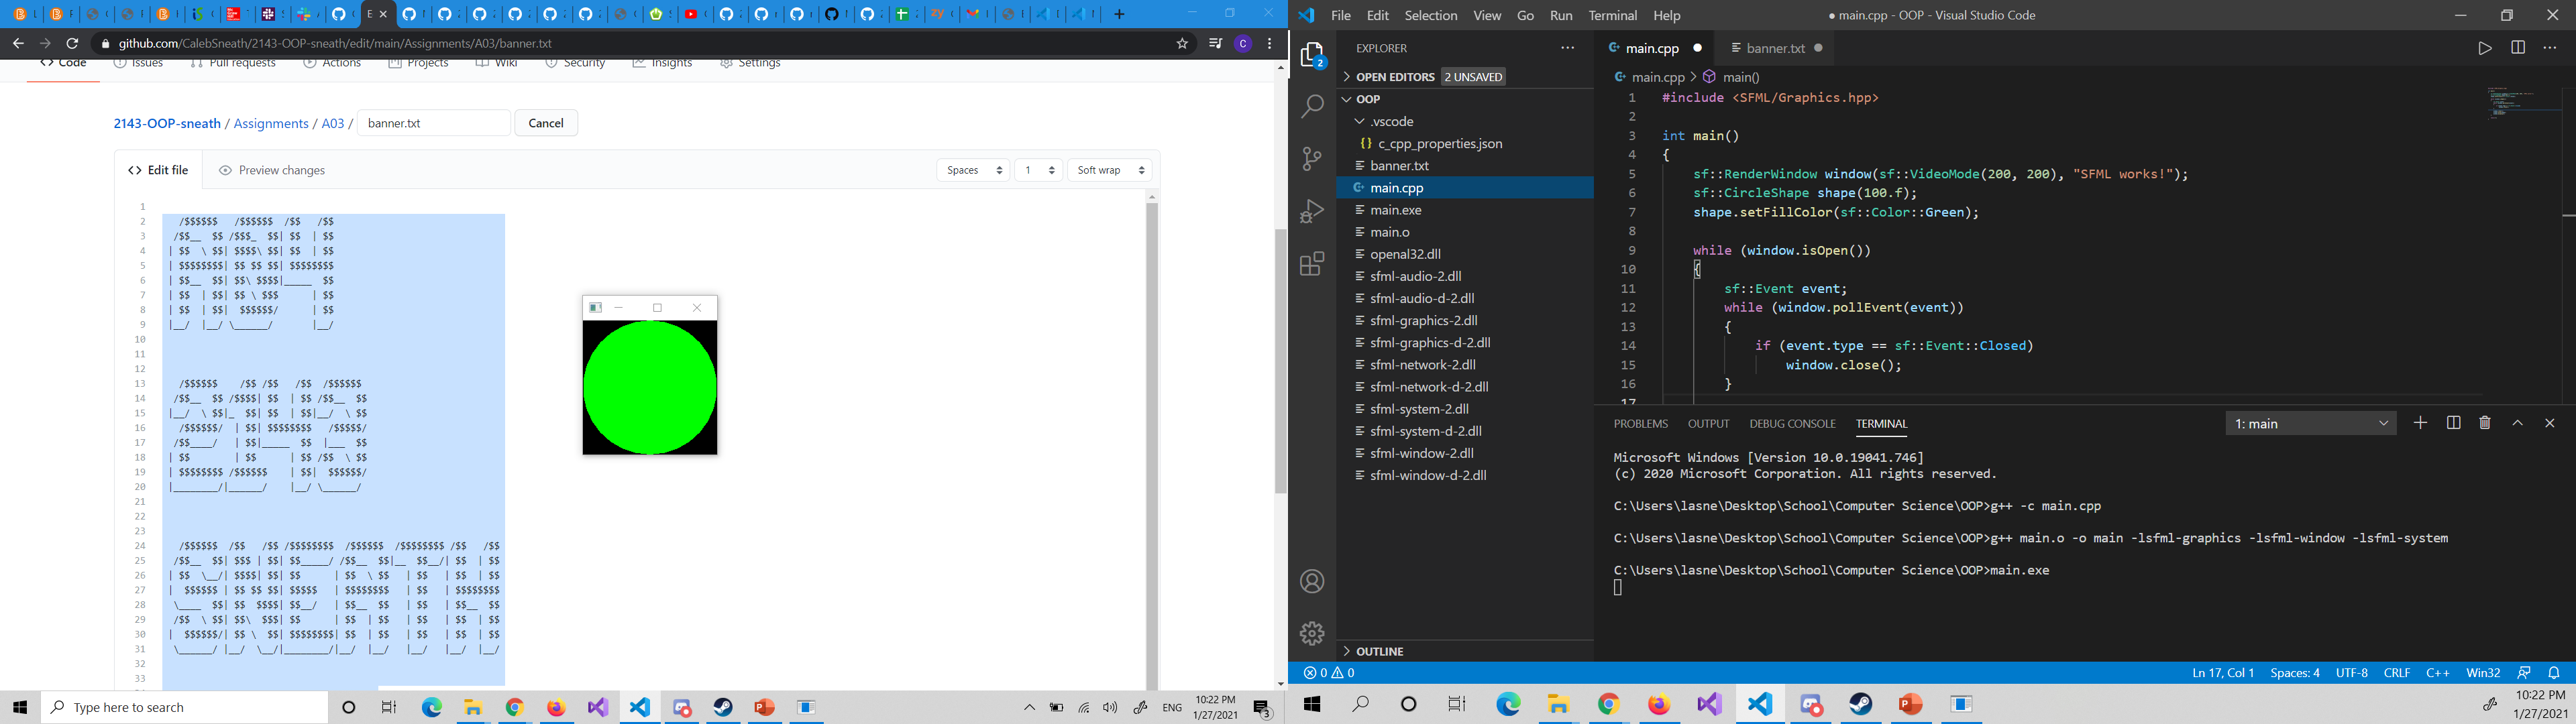 github.com/CalebSneath/2143-OOP-sneath/edit/main/Assignments/A03/banner.txt
Code Issues Pull requests Actions Projects Wiki Security Insights Settings
2143-OOP-sneath / Assignments / A03 / banner.txt Cancel
<> Edit file Preview changes Spaces 1 Soft wrap
1
2   /$$$$$$   /$$$$$$  /$$   /$$
3  /$$__  $$ /$$$_  $$| $$  | $$
4 | $$  \ $$| $$$$\ $$| $$  | $$
5 | $$$$$$$$| $$ $$ $$| $$$$$$$$
6 | $$__  $$| $$\ $$$$|_____  $$
7 | $$  | $$| $$ \ $$$      | $$
8 | $$  | $$|  $$$$$$/      | $$
9 |__/  |__/ \______/       |__/
10
11
12
13   /$$$$$$    /$$ /$$   /$$  /$$$$$$
14  /$$__  $$ /$$$$| $$  | $$ /$$__  $$
15 |__/  \ $$|_  $$| $$  | $$|__/  \ $$
16   /$$$$$$/  | $$| $$$$$$$$   /$$$$$/
17  /$$____/   | $$|_____  $$  |___  $$
18 | $$        | $$      | $$ /$$  \ $$
19 | $$$$$$$$ /$$$$$$    | $$|  $$$$$$/
20 |________/|______/    |__/ \______/
21
22
23
24   /$$$$$$  /$$   /$$ /$$$$$$$$  /$$$$$$  /$$$$$$$$ /$$   /$$
25  /$$__  $$| $$$ | $$| $$_____/ /$$__  $$|__  $$__/| $$  | $$
26 | $$  \__/| $$$$| $$| $$      | $$  \ $$   | $$   | $$  | $$
27 |  $$$$$$ | $$ $$ $$| $$$$$   | $$$$$$$$   | $$   | $$$$$$$$
28  \____  $$| $$  $$$$| $$__/   | $$__  $$   | $$   | $$__  $$
29  /$$  \ $$| $$\  $$$| $$      | $$  | $$   | $$   | $$  | $$
30 |  $$$$$$/| $$ \  $$| $$$$$$$$| $$  | $$   | $$   | $$  | $$
31  \______/ |__/  \__/|________/|__/  |__/   |__/   |__/  |__/
32
33
Type here to search
ENG 10:22 PM
1/27/2021 3
File Edit Selection View Go Run Terminal Help ● main.cpp - OOP - Visual Studio Code
EXPLORER
2
OPEN EDITORS 2 UNSAVED
OOP
.vscode
{} c_cpp_properties.json
banner.txt
main.cpp
main.exe
main.o
openal32.dll
sfml-audio-2.dll
sfml-audio-d-2.dll
sfml-graphics-2.dll
sfml-graphics-d-2.dll
sfml-network-2.dll
sfml-network-d-2.dll
sfml-system-2.dll
sfml-system-d-2.dll
sfml-window-2.dll
sfml-window-d-2.dll
OUTLINE
main.cpp ● banner.txt ●
main.cpp > main()
1 #include <SFML/Graphics.hpp>
2
3 int main()
4 {
5     sf::RenderWindow window(sf::VideoMode(200, 200), "SFML works!");
6     sf::CircleShape shape(100.f);
7     shape.setFillColor(sf::Color::Green);
8
9     while (window.isOpen())
10     {
11         sf::Event event;
12         while (window.pollEvent(event))
13         {
14             if (event.type == sf::Event::Closed)
15                 window.close();
16         }
17
PROBLEMS OUTPUT DEBUG CONSOLE TERMINAL 1: main
Microsoft Windows [Version 10.0.19041.746]
(c) 2020 Microsoft Corporation. All rights reserved.
C:\Users\lasne\Desktop\School\Computer Science\OOP>g++ -c main.cpp
C:\Users\lasne\Desktop\School\Computer Science\OOP>g++ main.o -o main -lsfml-graphics -lsfml-window -lsfml-system
C:\Users\lasne\Desktop\School\Computer Science\OOP>main.exe
0 0 Ln 17, Col 1 Spaces: 4 UTF-8 CRLF C++ Win32
10:22 PM
1/27/2021